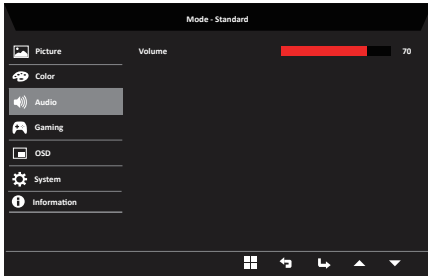 Mode - Standard
Picture
Volume 70
Color
Audio
Gaming
OSD
System
Information